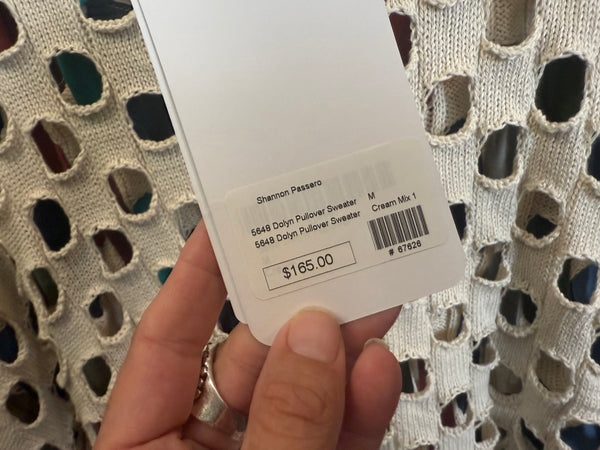 Shannon Passero
5648 Dolyn Pullover Sweater M
5648 Dolyn Pullover Sweater Cream Mix 1
$165.00
# 67626